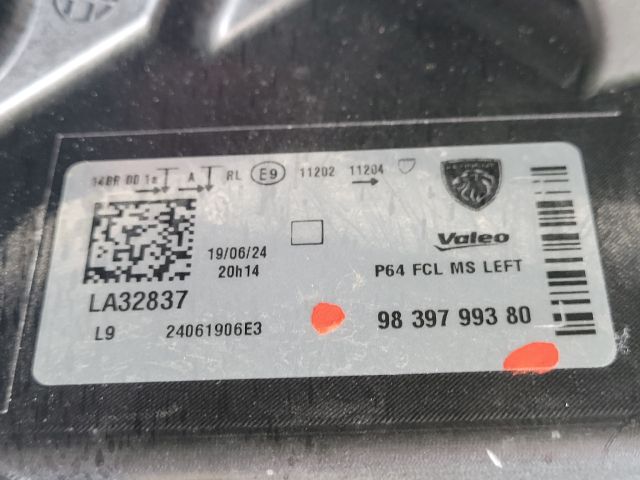 A RL E9 11202 11204
19/06/24
20h14
Valeo
P64 FCL MS LEFT
LA32837
L9 24061906E3
98 397 993 80